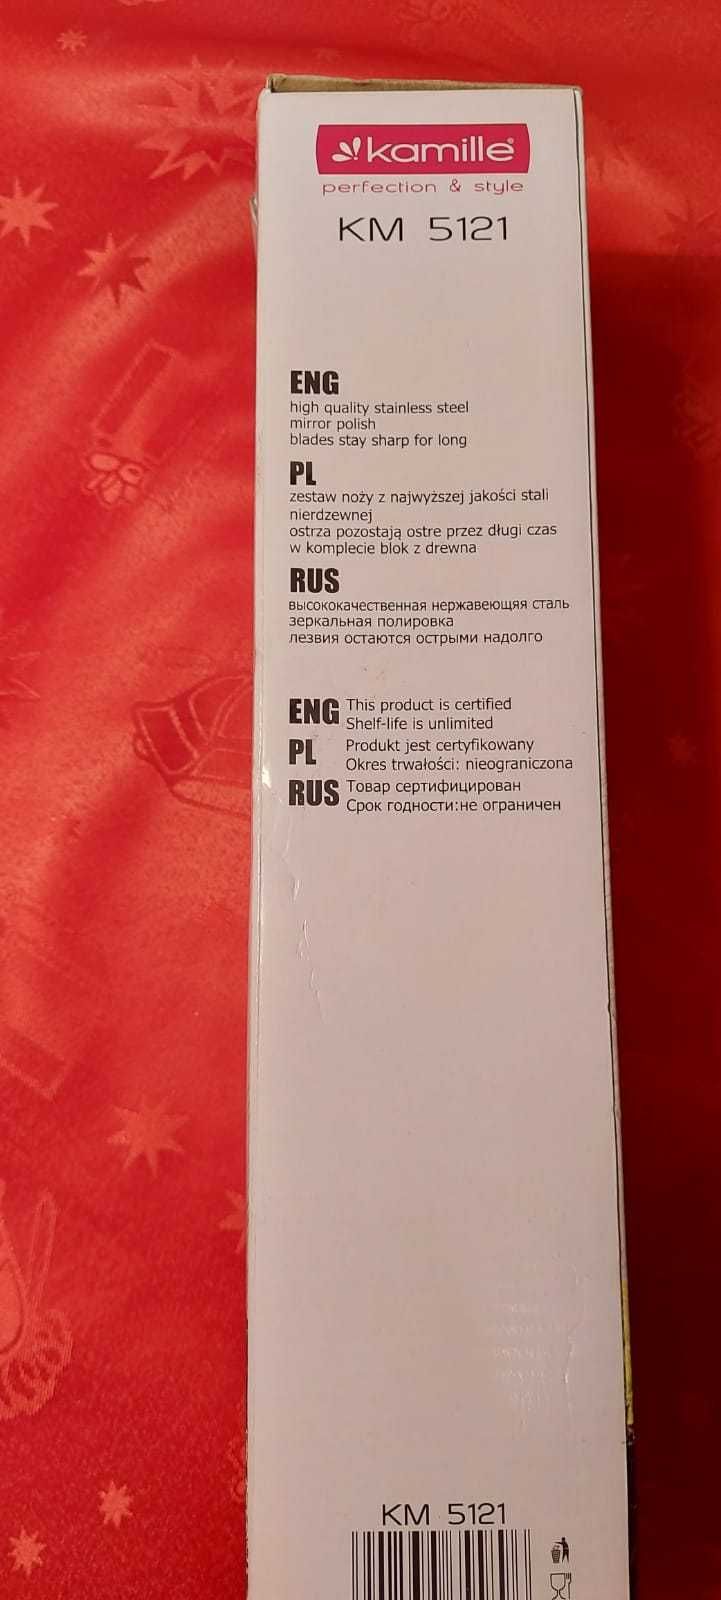 kamille®
perfection & style
KM 5121
ENG
high quality stainless steel
mirror polish
blades stay sharp for long
PL
zestaw noży z najwyższej jakości stali
nierdzewnej
ostrza pozostają ostre przez długi czas
w komplecie blok z drewna
RUS
высококачественная нержавеющяя сталь
зеркальная полировка
лезвия остаются острыми надолго
ENG This product is certified
Shelf-life is unlimited
PL Produkt jest certyfikowany
Okres trwałości: nieograniczona
RUS Товар сертифицирован
Срок годности:не ограничен
KM 5121